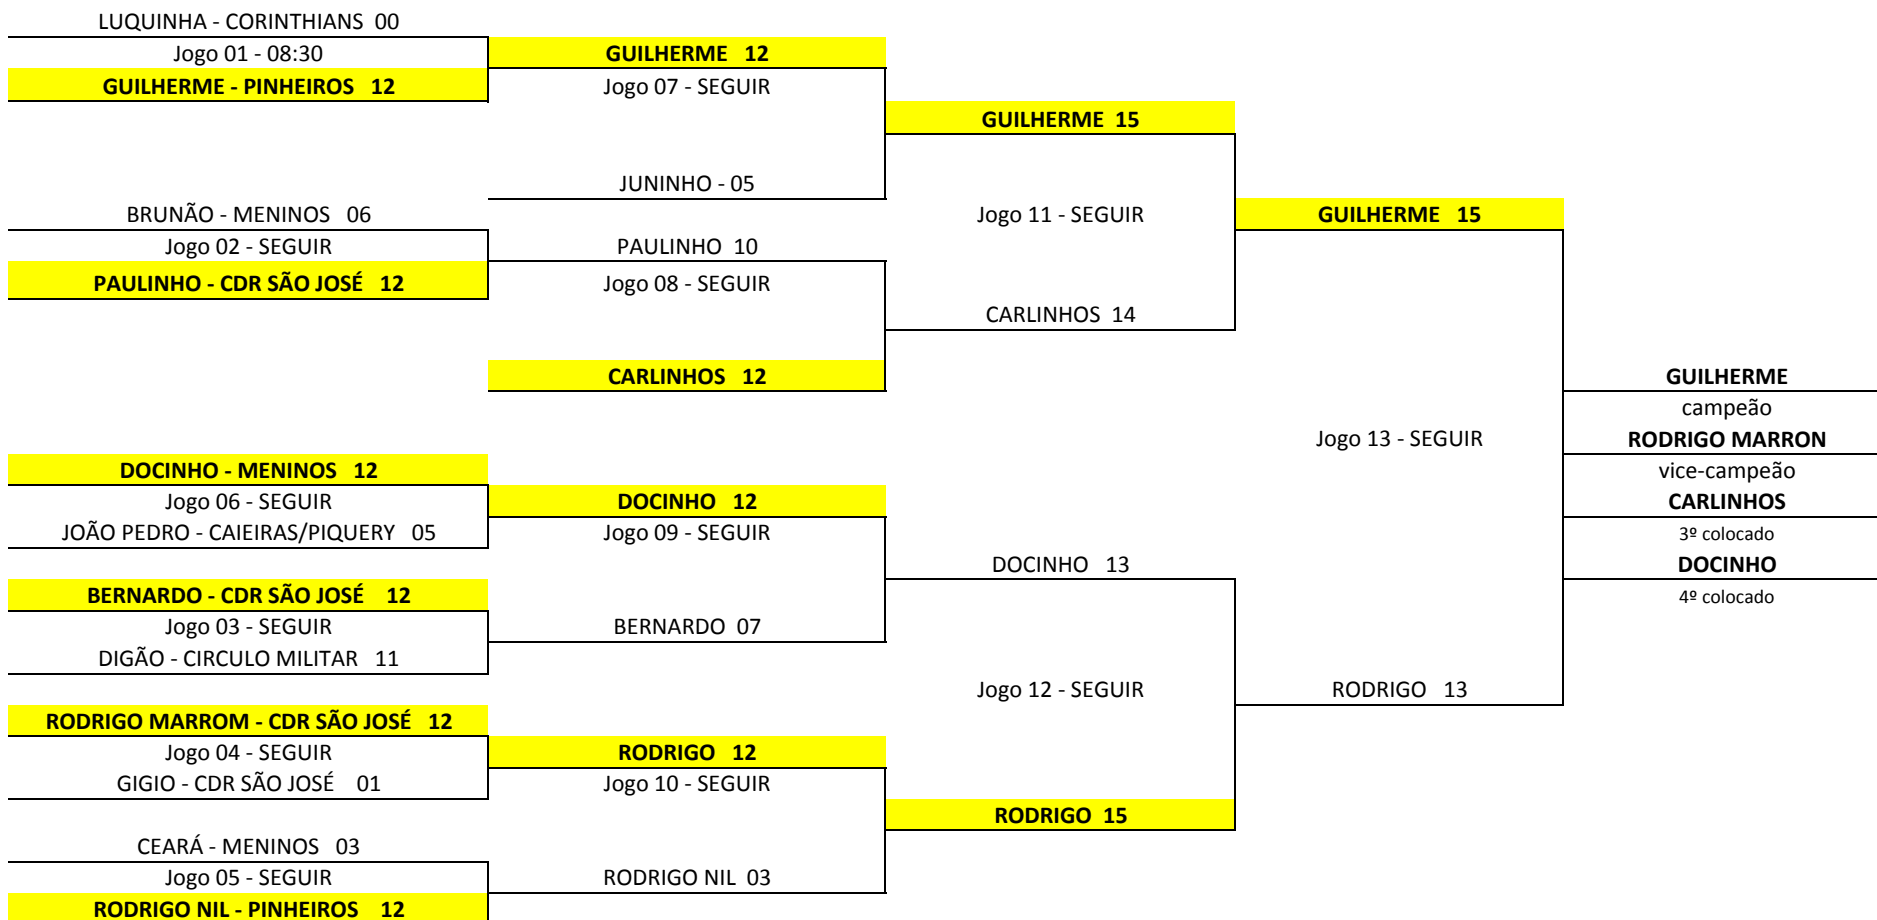 LUQUINHA - CORINTHIANS 00
Jogo 01 - 08:30
GUILHERME - PINHEIROS 12
BRUNÃO - MENINOS 06
Jogo 02 - SEGUIR
PAULINHO - CDR SÃO JOSÉ 12
DOCINHO - MENINOS 12
Jogo 06 - SEGUIR
JOÃO PEDRO - CAIEIRAS/PIQUERY 05
BERNARDO - CDR SÃO JOSÉ 12
Jogo 03 - SEGUIR
DIGÃO - CIRCULO MILITAR 11
RODRIGO MARROM - CDR SÃO JOSÉ 12
Jogo 04 - SEGUIR
GIGIO - CDR SÃO JOSÉ 01
CEARÁ - MENINOS 03
Jogo 05 - SEGUIR
RODRIGO NIL - PINHEIROS 12
GUILHERME 12
Jogo 07 - SEGUIR
JUNINHO - 05
PAULINHO 10
Jogo 08 - SEGUIR
CARLINHOS 12
DOCINHO 12
Jogo 09 - SEGUIR
BERNARDO 07
RODRIGO 12
Jogo 10 - SEGUIR
RODRIGO NIL 03
GUILHERME 15
Jogo 11 - SEGUIR
CARLINHOS 14
DOCINHO 13
Jogo 12 - SEGUIR
RODRIGO 15
GUILHERME 15
Jogo 13 - SEGUIR
RODRIGO 13
GUILHERME
campeão
RODRIGO MARRON
vice-campeão
CARLINHOS
3º colocado
DOCINHO
4º colocado